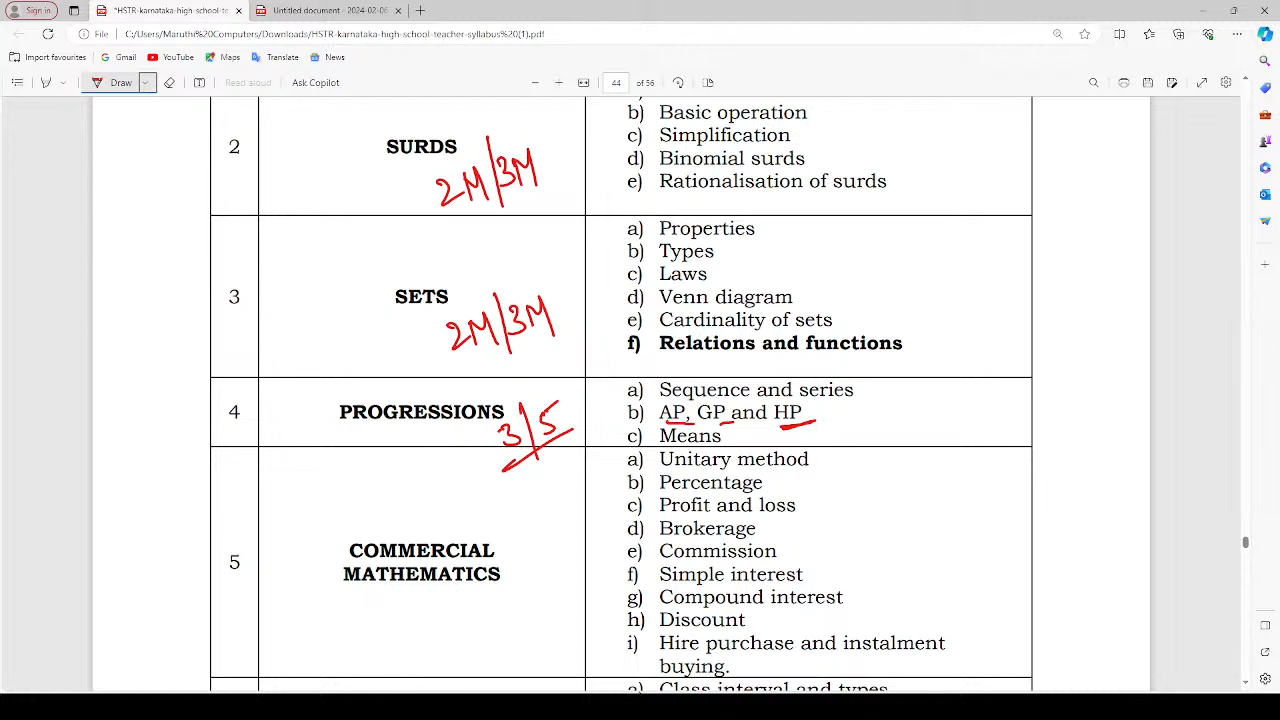 Sign in
*HSTR-karnataka-high-school-te
Untitled document - 2024-02-06
File
C:/Users/Maruthi%20Computers/Downloads/HSTR-karnataka-high-school-teacher-syllabus%20(1).pdf
Import favourites
Gmail
YouTube
Maps
Translate
News
Draw
Read aloud
Ask Copilot
44 of 56
b) Basic operation
2
SURDS
c) Simplification
d) Binomial surds
2M/3M
e) Rationalisation of surds
a) Properties
b) Types
c) Laws
3
SETS
d) Venn diagram
2M/3M
e) Cardinality of sets
f) Relations and functions
a) Sequence and series
4
PROGRESSIONS
b) AP, GP and HP
3/5
c) Means
a) Unitary method
b) Percentage
c) Profit and loss
d) Brokerage
5
COMMERCIAL
MATHEMATICS
e) Commission
f) Simple interest
g) Compound interest
h) Discount
i) Hire purchase and instalment
buying.
a) Class interval and types